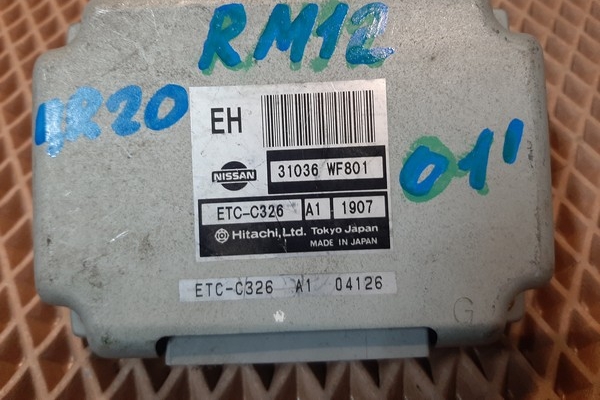 RM12
QR20
EH
NISSAN
31036 WF801
01'
ETC-C326 A1 1907
Hitachi, Ltd. Tokyo Japan
MADE IN JAPAN
ETC-C326 A1 04126
G